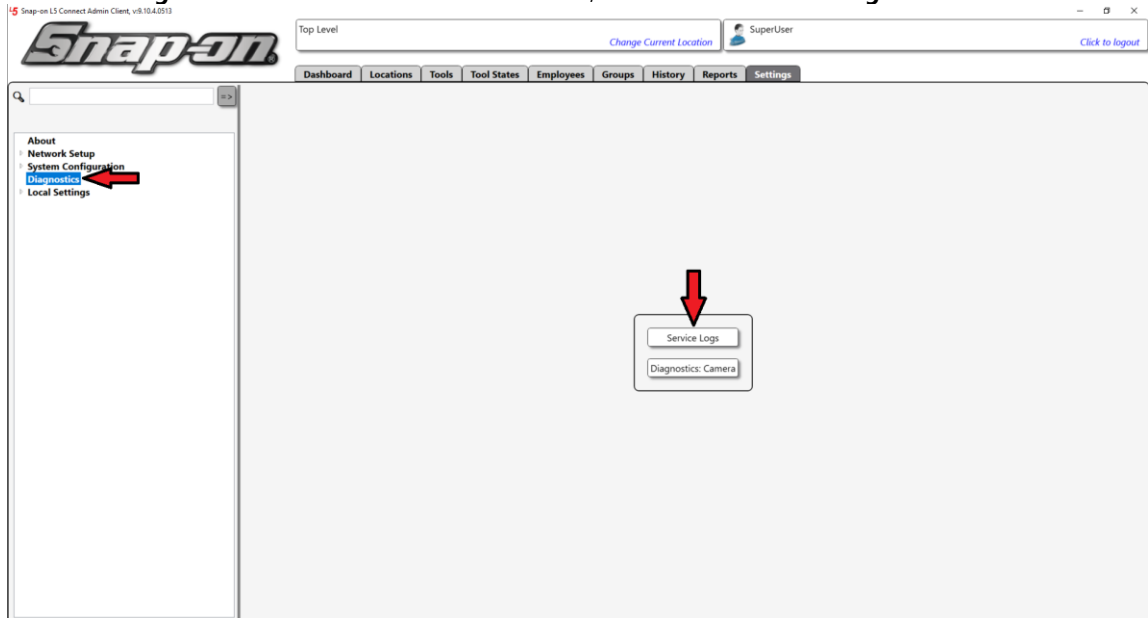 L5 Snap-on L5 Connect Admin Client, v:9.10.4.0513
Snap-on
Top Level
Change Current Location
SuperUser
Click to logout
Dashboard Locations Tools Tool States Employees Groups History Reports Settings
=>
About
Network Setup
System Configuration
Diagnostics
Local Settings
Service Logs
Diagnostics: Camera